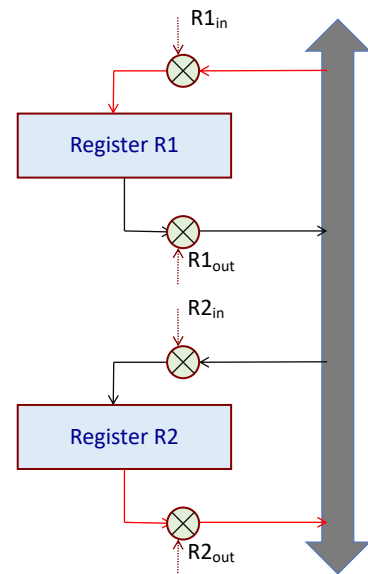 R1in
Register R1
R1out
R2in
Register R2
R2out